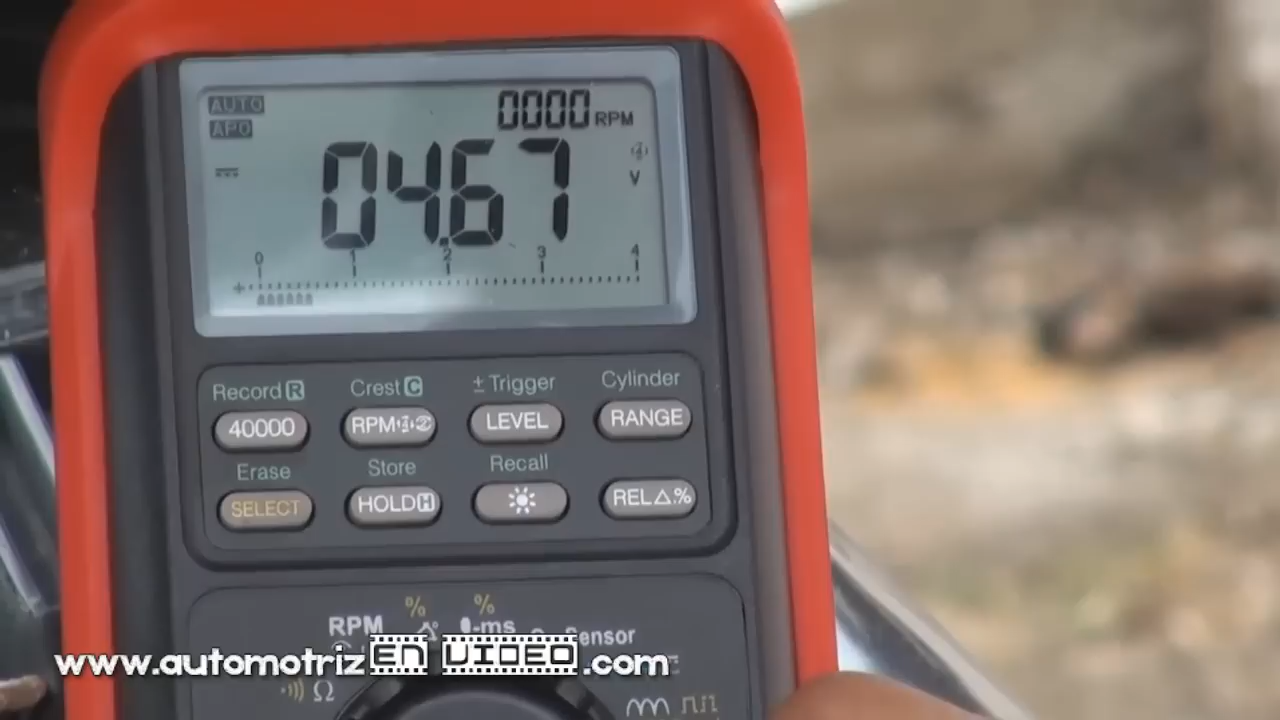 AUTO
0000 RPM
APO
04.67
V
0 1 2 3 4
+
Record R Crest C ± Trigger Cylinder
40000 RPM LEVEL RANGE
Erase Store Recall
SELECT HOLD H REL△.%
% %
RPM -ms Sensor
www.automotrizENVIDEO.com
Ω